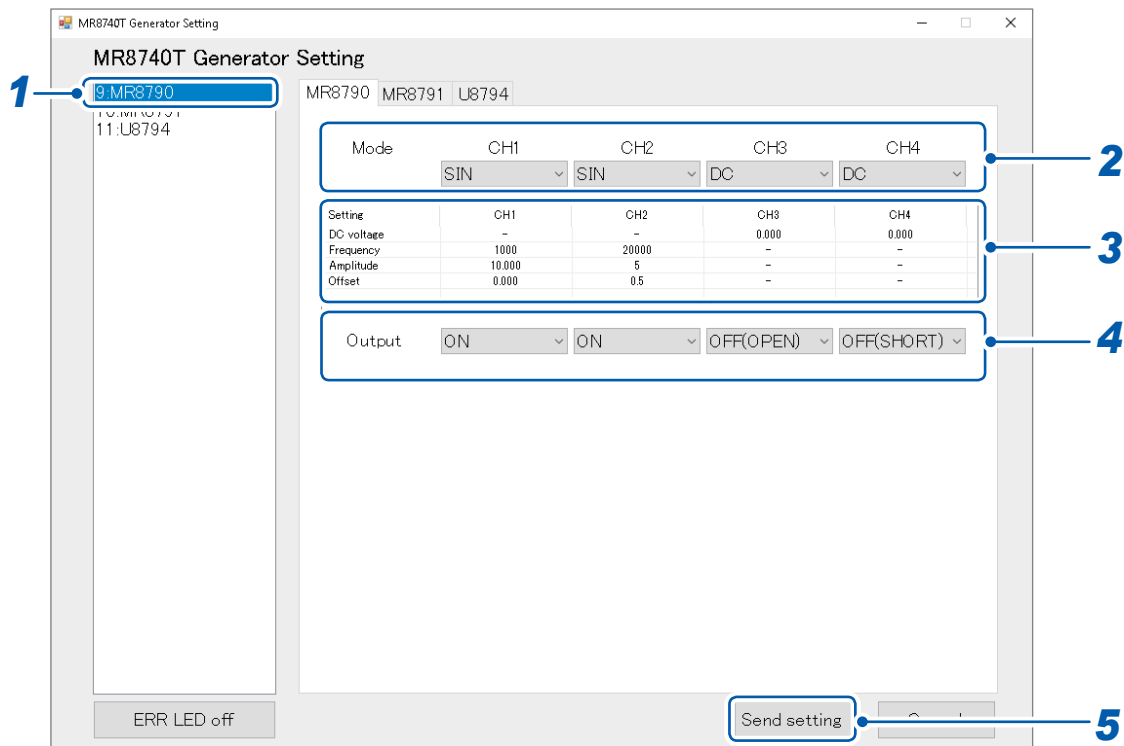 MR8740T Generator Setting
MR8740T Generator Setting
1
9:MR8790
11:U8794
MR8790 MR8791 U8794
Mode CH1 CH2 CH3 CH4
SIN SIN DC DC
2
Setting CH1 CH2 CH3 CH4
DC voltage - - 0.000 0.000
Frequency 1000 20000 - -
Amplitude 10.000 5 - -
Offset 0.000 0.5 - -
3
Output ON ON OFF(OPEN) OFF(SHORT)
4
ERR LED off
Send setting
5